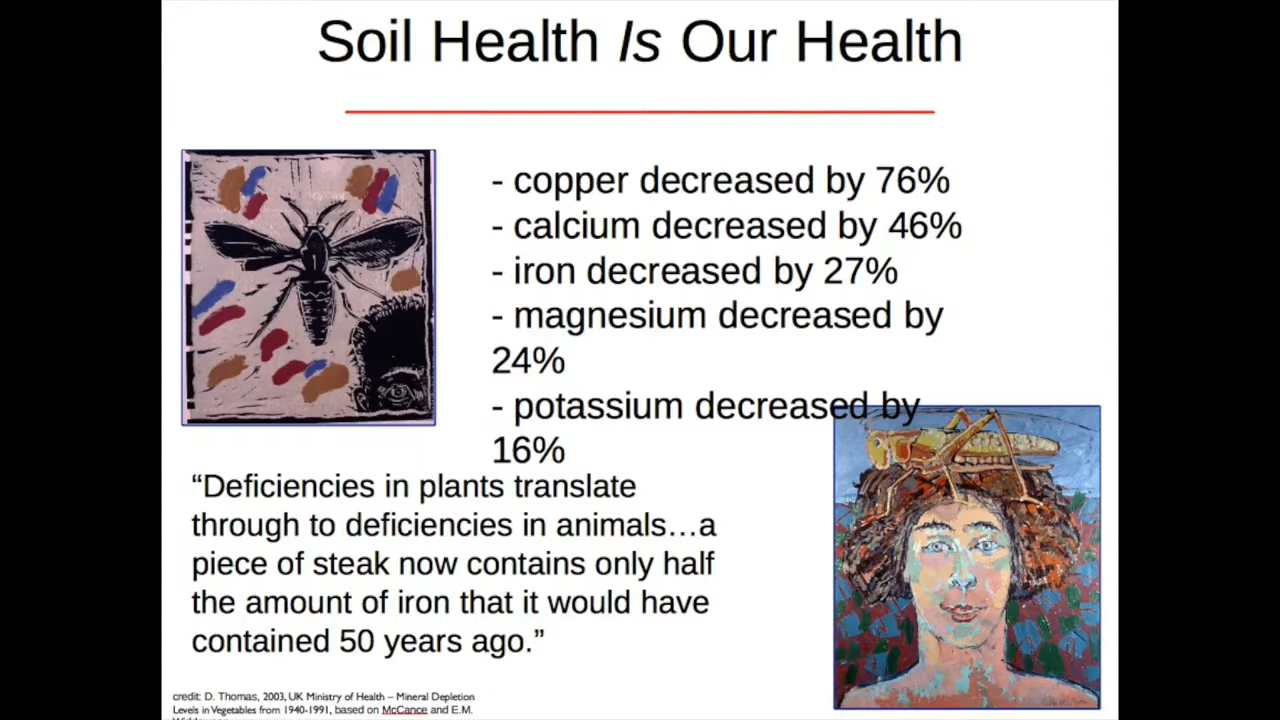 Soil Health Is Our Health
- copper decreased by 76%
- calcium decreased by 46%
- iron decreased by 27%
- magnesium decreased by
24%
- potassium decreased by
16%
“Deficiencies in plants translate
through to deficiencies in animals…a
piece of steak now contains only half
the amount of iron that it would have
contained 50 years ago.”
credit: D. Thomas, 2003, UK Ministry of Health – Mineral Depletion
Levels in Vegetables from 1940-1991, based on McCance and E.M.